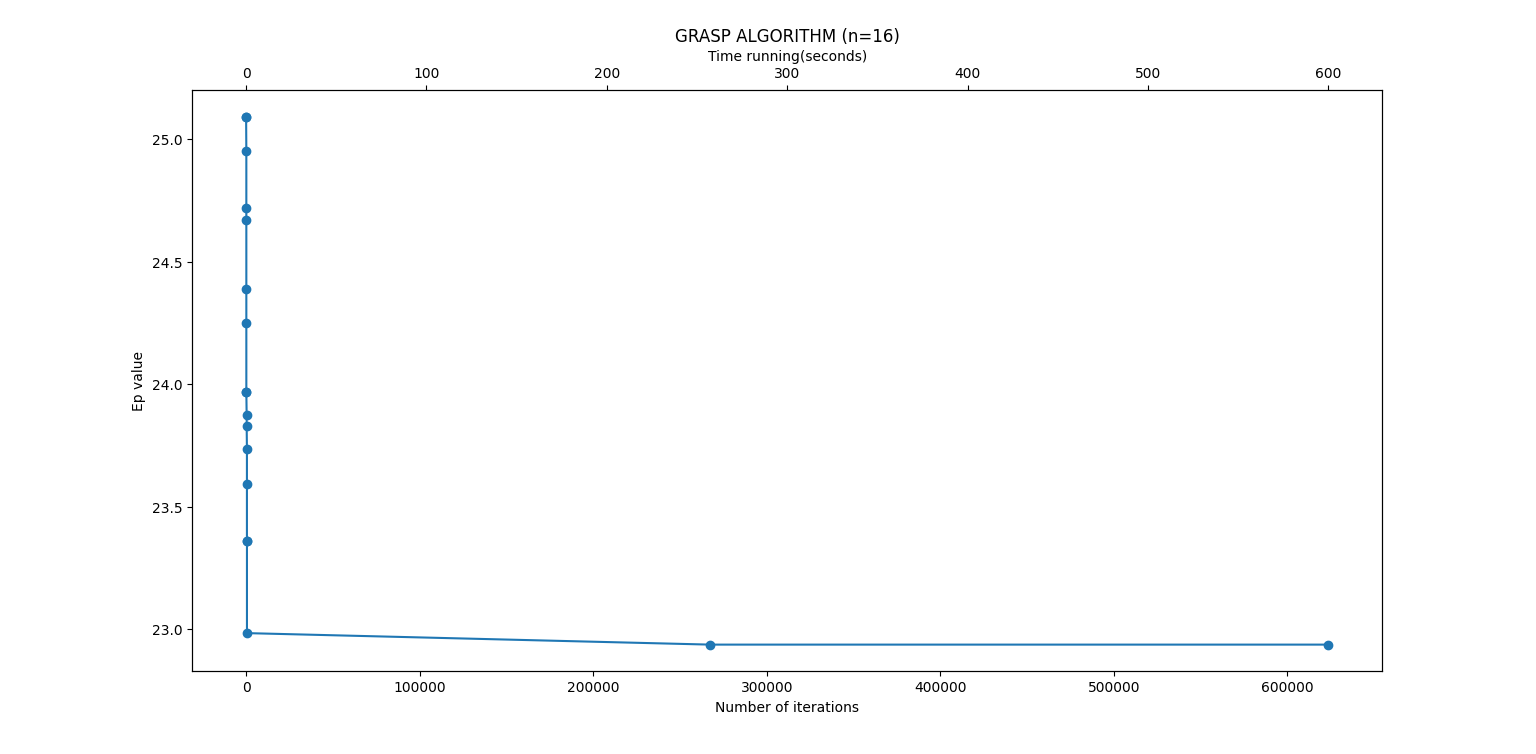 GRASP ALGORITHM (n=16)
Time running(seconds)
0 100 200 300 400 500 600
25.0
24.5
24.0
23.5
23.0
Ep value
0 100000 200000 300000 400000 500000 600000
Number of iterations